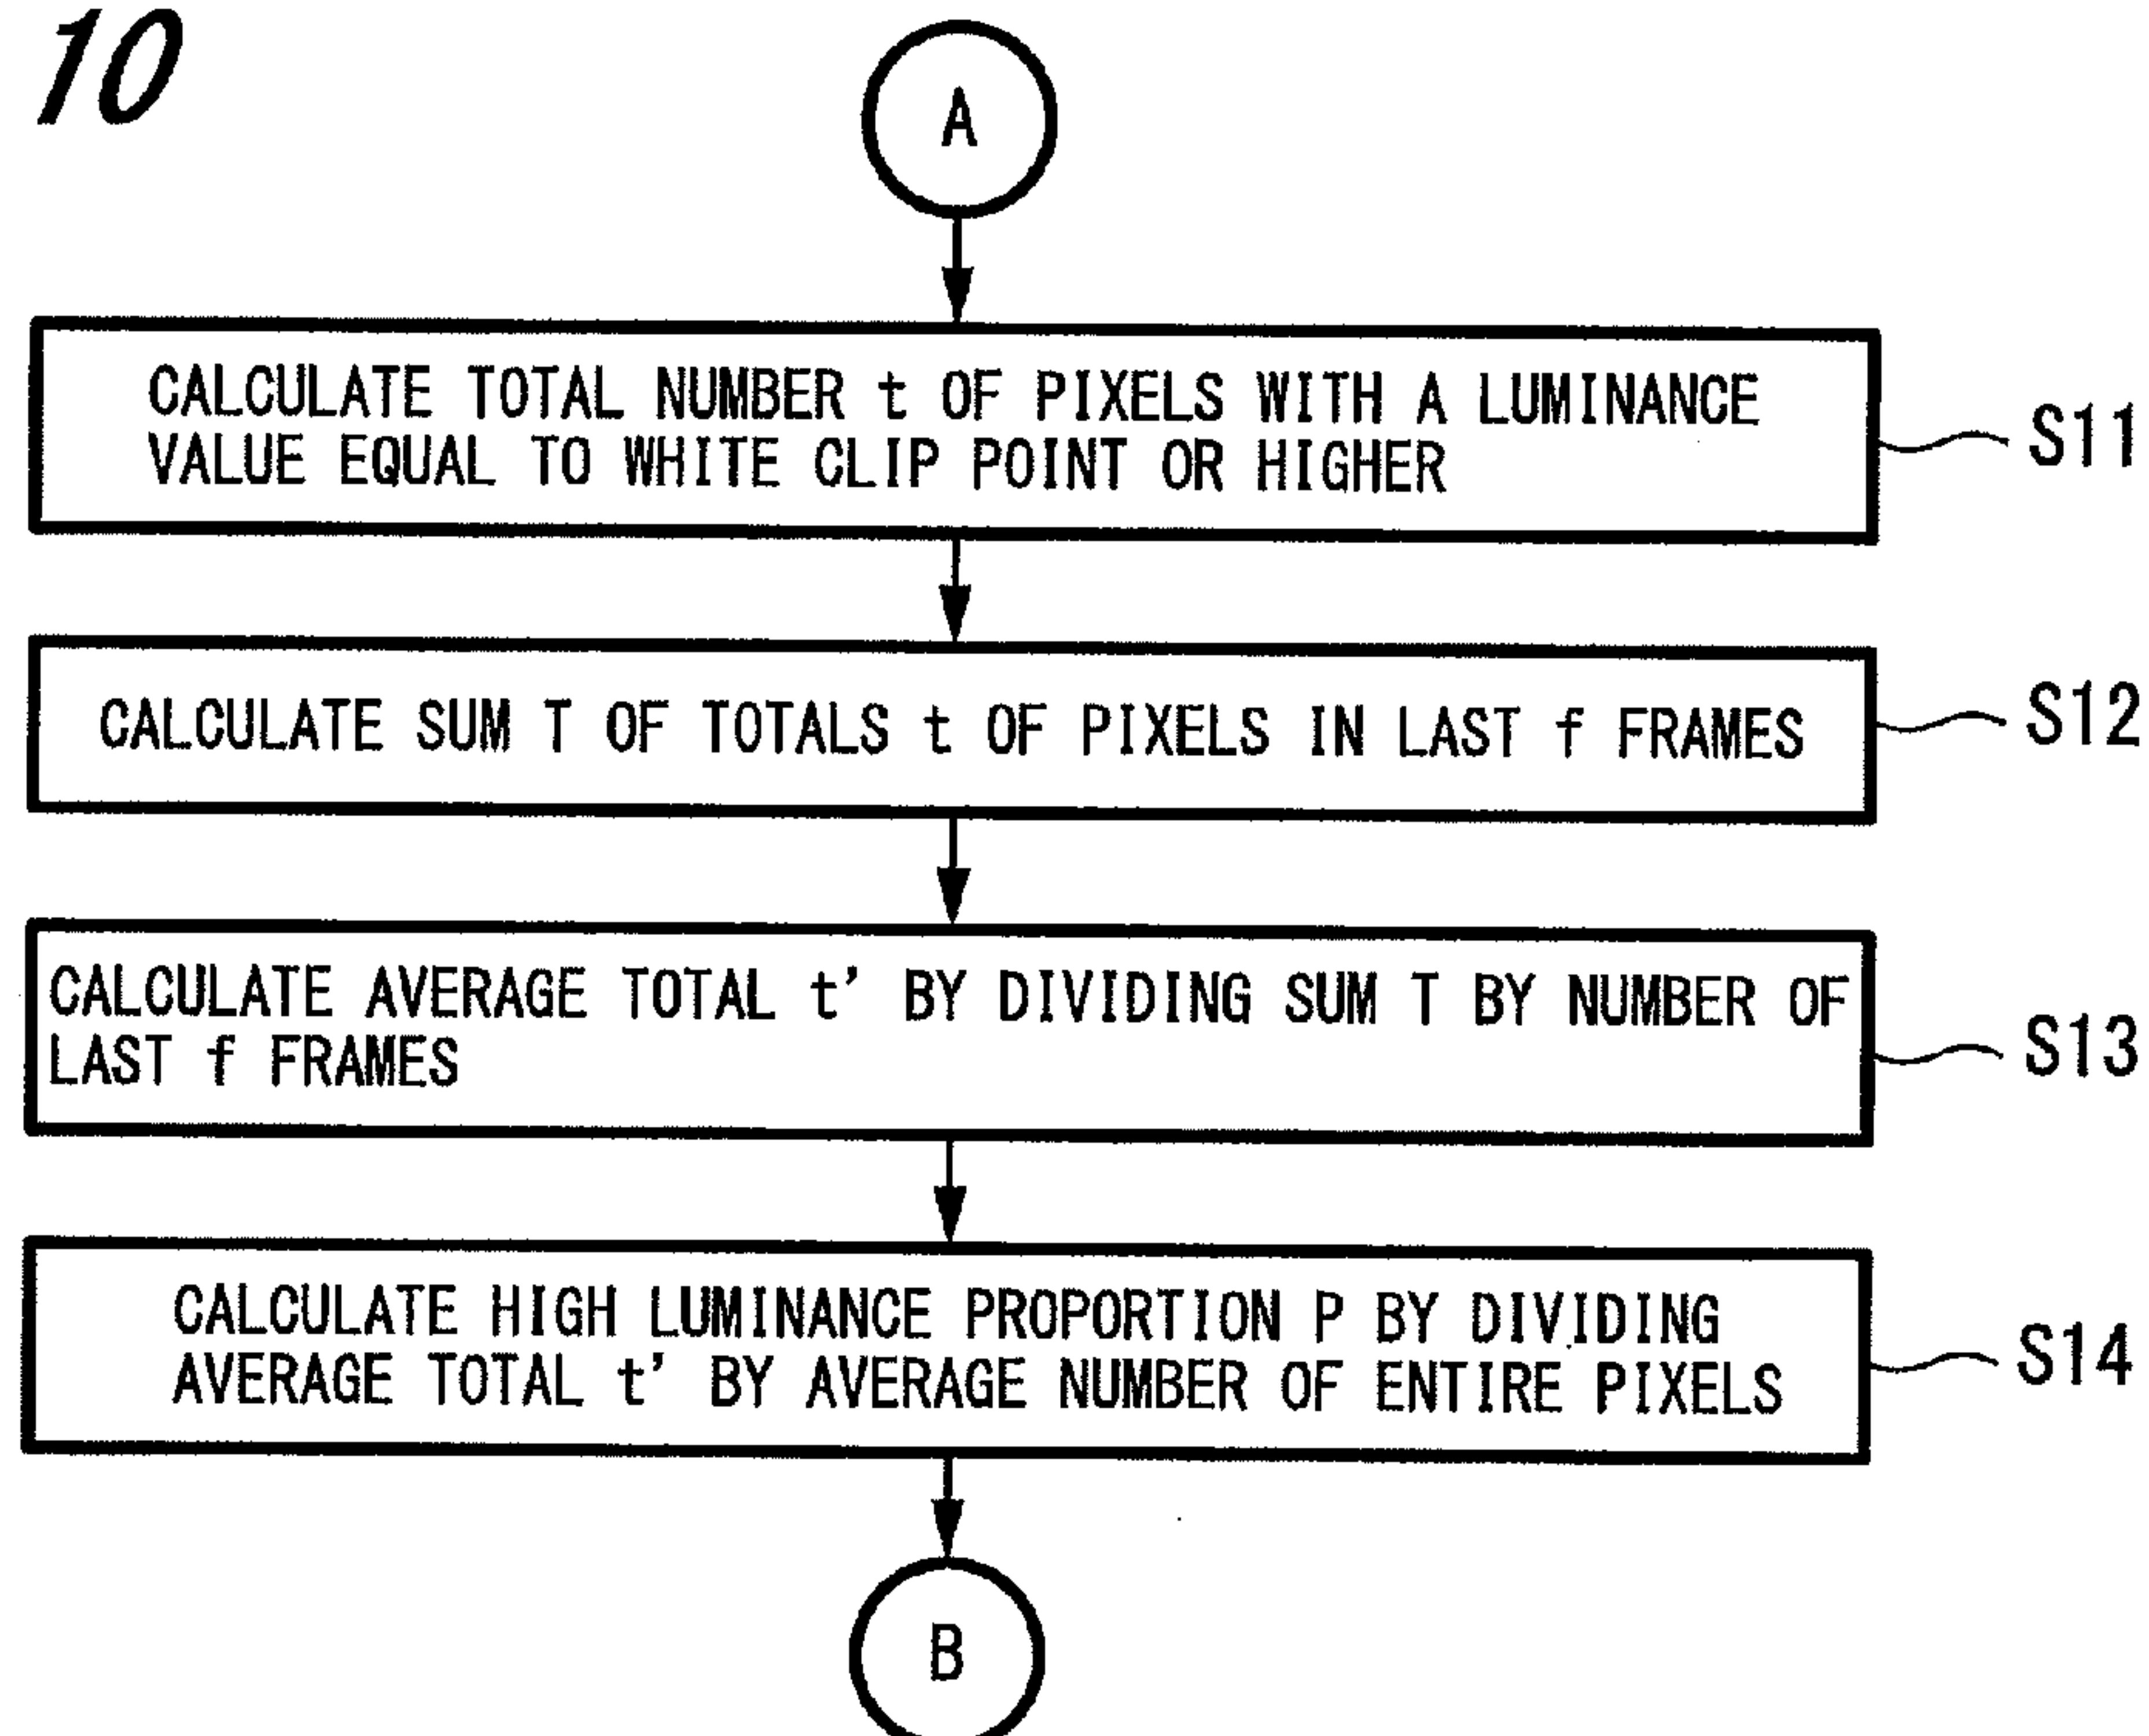 10
A
CALCULATE TOTAL NUMBER t OF PIXELS WITH A LUMINANCE
VALUE EQUAL TO WHITE CLIP POINT OR HIGHER
S11
CALCULATE SUM T OF TOTALS t OF PIXELS IN LAST f FRAMES
S12
CALCULATE AVERAGE TOTAL t' BY DIVIDING SUM T BY NUMBER OF
LAST f FRAMES
S13
CALCULATE HIGH LUMINANCE PROPORTION P BY DIVIDING
AVERAGE TOTAL t' BY AVERAGE NUMBER OF ENTIRE PIXELS
S14
B